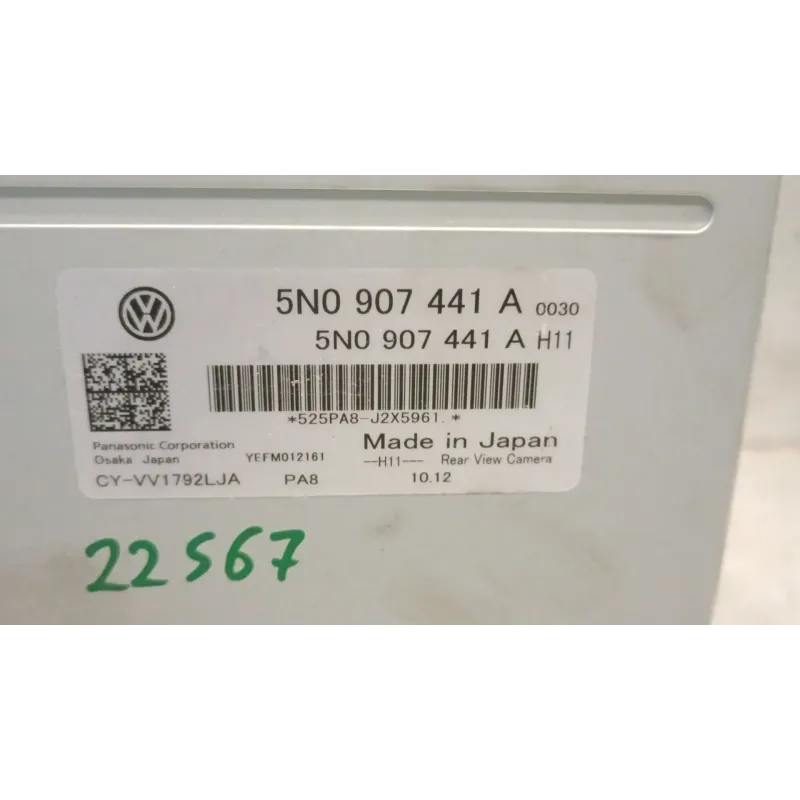 5N0 907 441 A 0030
5N0 907 441 A H11
*525PA8-J2X5961.*
Panasonic Corporation
Osaka Japan
YEFM012161
Made in Japan
--H11--- Rear View Camera
CY-VV1792LJA
PA8
10.12
22567